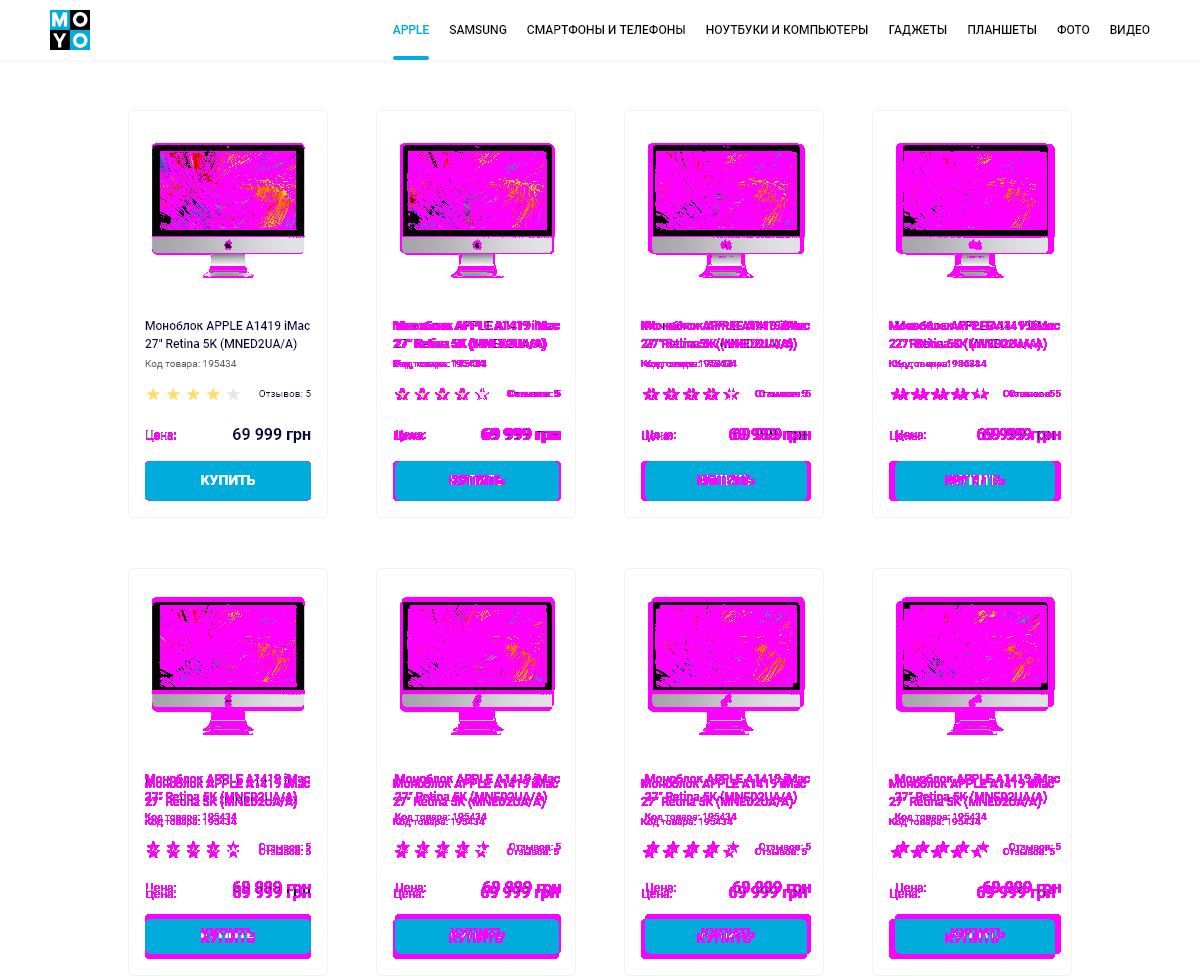 MOYO
APPLE SAMSUNG СМАРТФОНЫ И ТЕЛЕФОНЫ НОУТБУКИ И КОМПЬЮТЕРЫ ГАДЖЕТЫ ПЛАНШЕТЫ ФОТО ВИДЕО
Моноблок APPLE A1419 iMac
27" Retina 5K (MNED2UA/A)
Код товара: 195434
Отзывов: 5
Цена: 69 999 грн
КУПИТЬ
Моноблок APPLE A1419 iMac
27" Retina 5K (MNED2UA/A)
Код товара: 195434
Отзывов: 5
Цена: 69 999 грн
КУПИТЬ
Моноблок APPLE A1419 iMac
27" Retina 5K (MNED2UA/A)
Код товара: 195434
Отзывов: 5
Цена: 69 999 грн
КУПИТЬ
Моноблок APPLE A1419 iMac
27" Retina 5K (MNED2UA/A)
Код товара: 195434
Отзывов: 5
Цена: 69 999 грн
КУПИТЬ
Моноблок APPLE A1419 iMac
27" Retina 5K (MNED2UA/A)
Код товара: 195434
Отзывов: 5
Цена: 69 999 грн
КУПИТЬ
Моноблок APPLE A1419 iMac
27" Retina 5K (MNED2UA/A)
Код товара: 195434
Отзывов: 5
Цена: 69 999 грн
КУПИТЬ
Моноблок APPLE A1419 iMac
27" Retina 5K (MNED2UA/A)
Код товара: 195434
Отзывов: 5
Цена: 69 999 грн
КУПИТЬ
Моноблок APPLE A1419 iMac
27" Retina 5K (MNED2UA/A)
Код товара: 195434
Отзывов: 5
Цена: 69 999 грн
КУПИТЬ